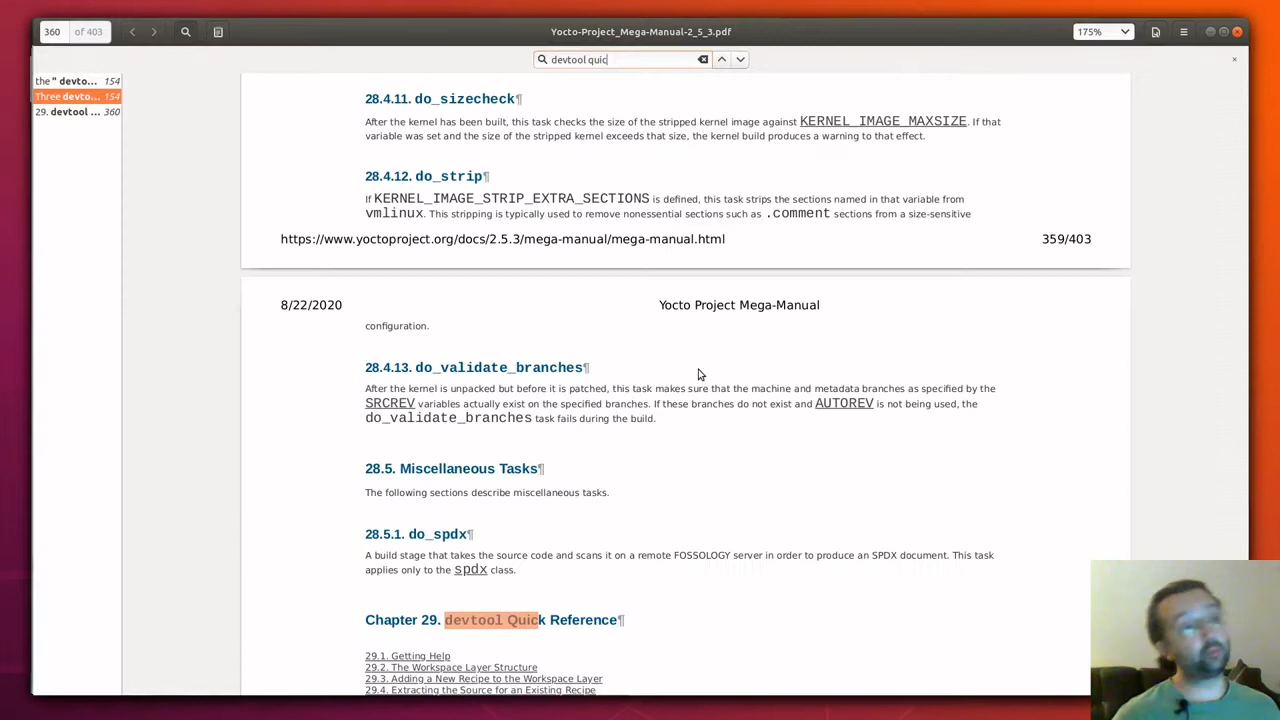 360 of 403
Yocto-Project_Mega-Manual-2_5_3.pdf
175%
devtool quic
the " devto... 154
Three devto... 154
29. devtool ... 360
28.4.11. do_sizecheck¶
After the kernel has been built, this task checks the size of the stripped kernel image against KERNEL_IMAGE_MAXSIZE. If that
variable was set and the size of the stripped kernel exceeds that size, the kernel build produces a warning to that effect.
28.4.12. do_strip¶
If KERNEL_IMAGE_STRIP_EXTRA_SECTIONS is defined, this task strips the sections named in that variable from
vmlinux. This stripping is typically used to remove nonessential sections such as .comment sections from a size-sensitive
https://www.yoctoproject.org/docs/2.5.3/mega-manual/mega-manual.html 359/403
8/22/2020 Yocto Project Mega-Manual
configuration.
28.4.13. do_validate_branches¶
After the kernel is unpacked but before it is patched, this task makes sure that the machine and metadata branches as specified by the
SRCREV variables actually exist on the specified branches. If these branches do not exist and AUTOREV is not being used, the
do_validate_branches task fails during the build.
28.5. Miscellaneous Tasks¶
The following sections describe miscellaneous tasks.
28.5.1. do_spdx¶
A build stage that takes the source code and scans it on a remote FOSSOLOGY server in order to produce an SPDX document. This task
applies only to the spdx class.
Chapter 29. devtool Quick Reference¶
29.1. Getting Help
29.2. The Workspace Layer Structure
29.3. Adding a New Recipe to the Workspace Layer
29.4. Extracting the Source for an Existing Recipe